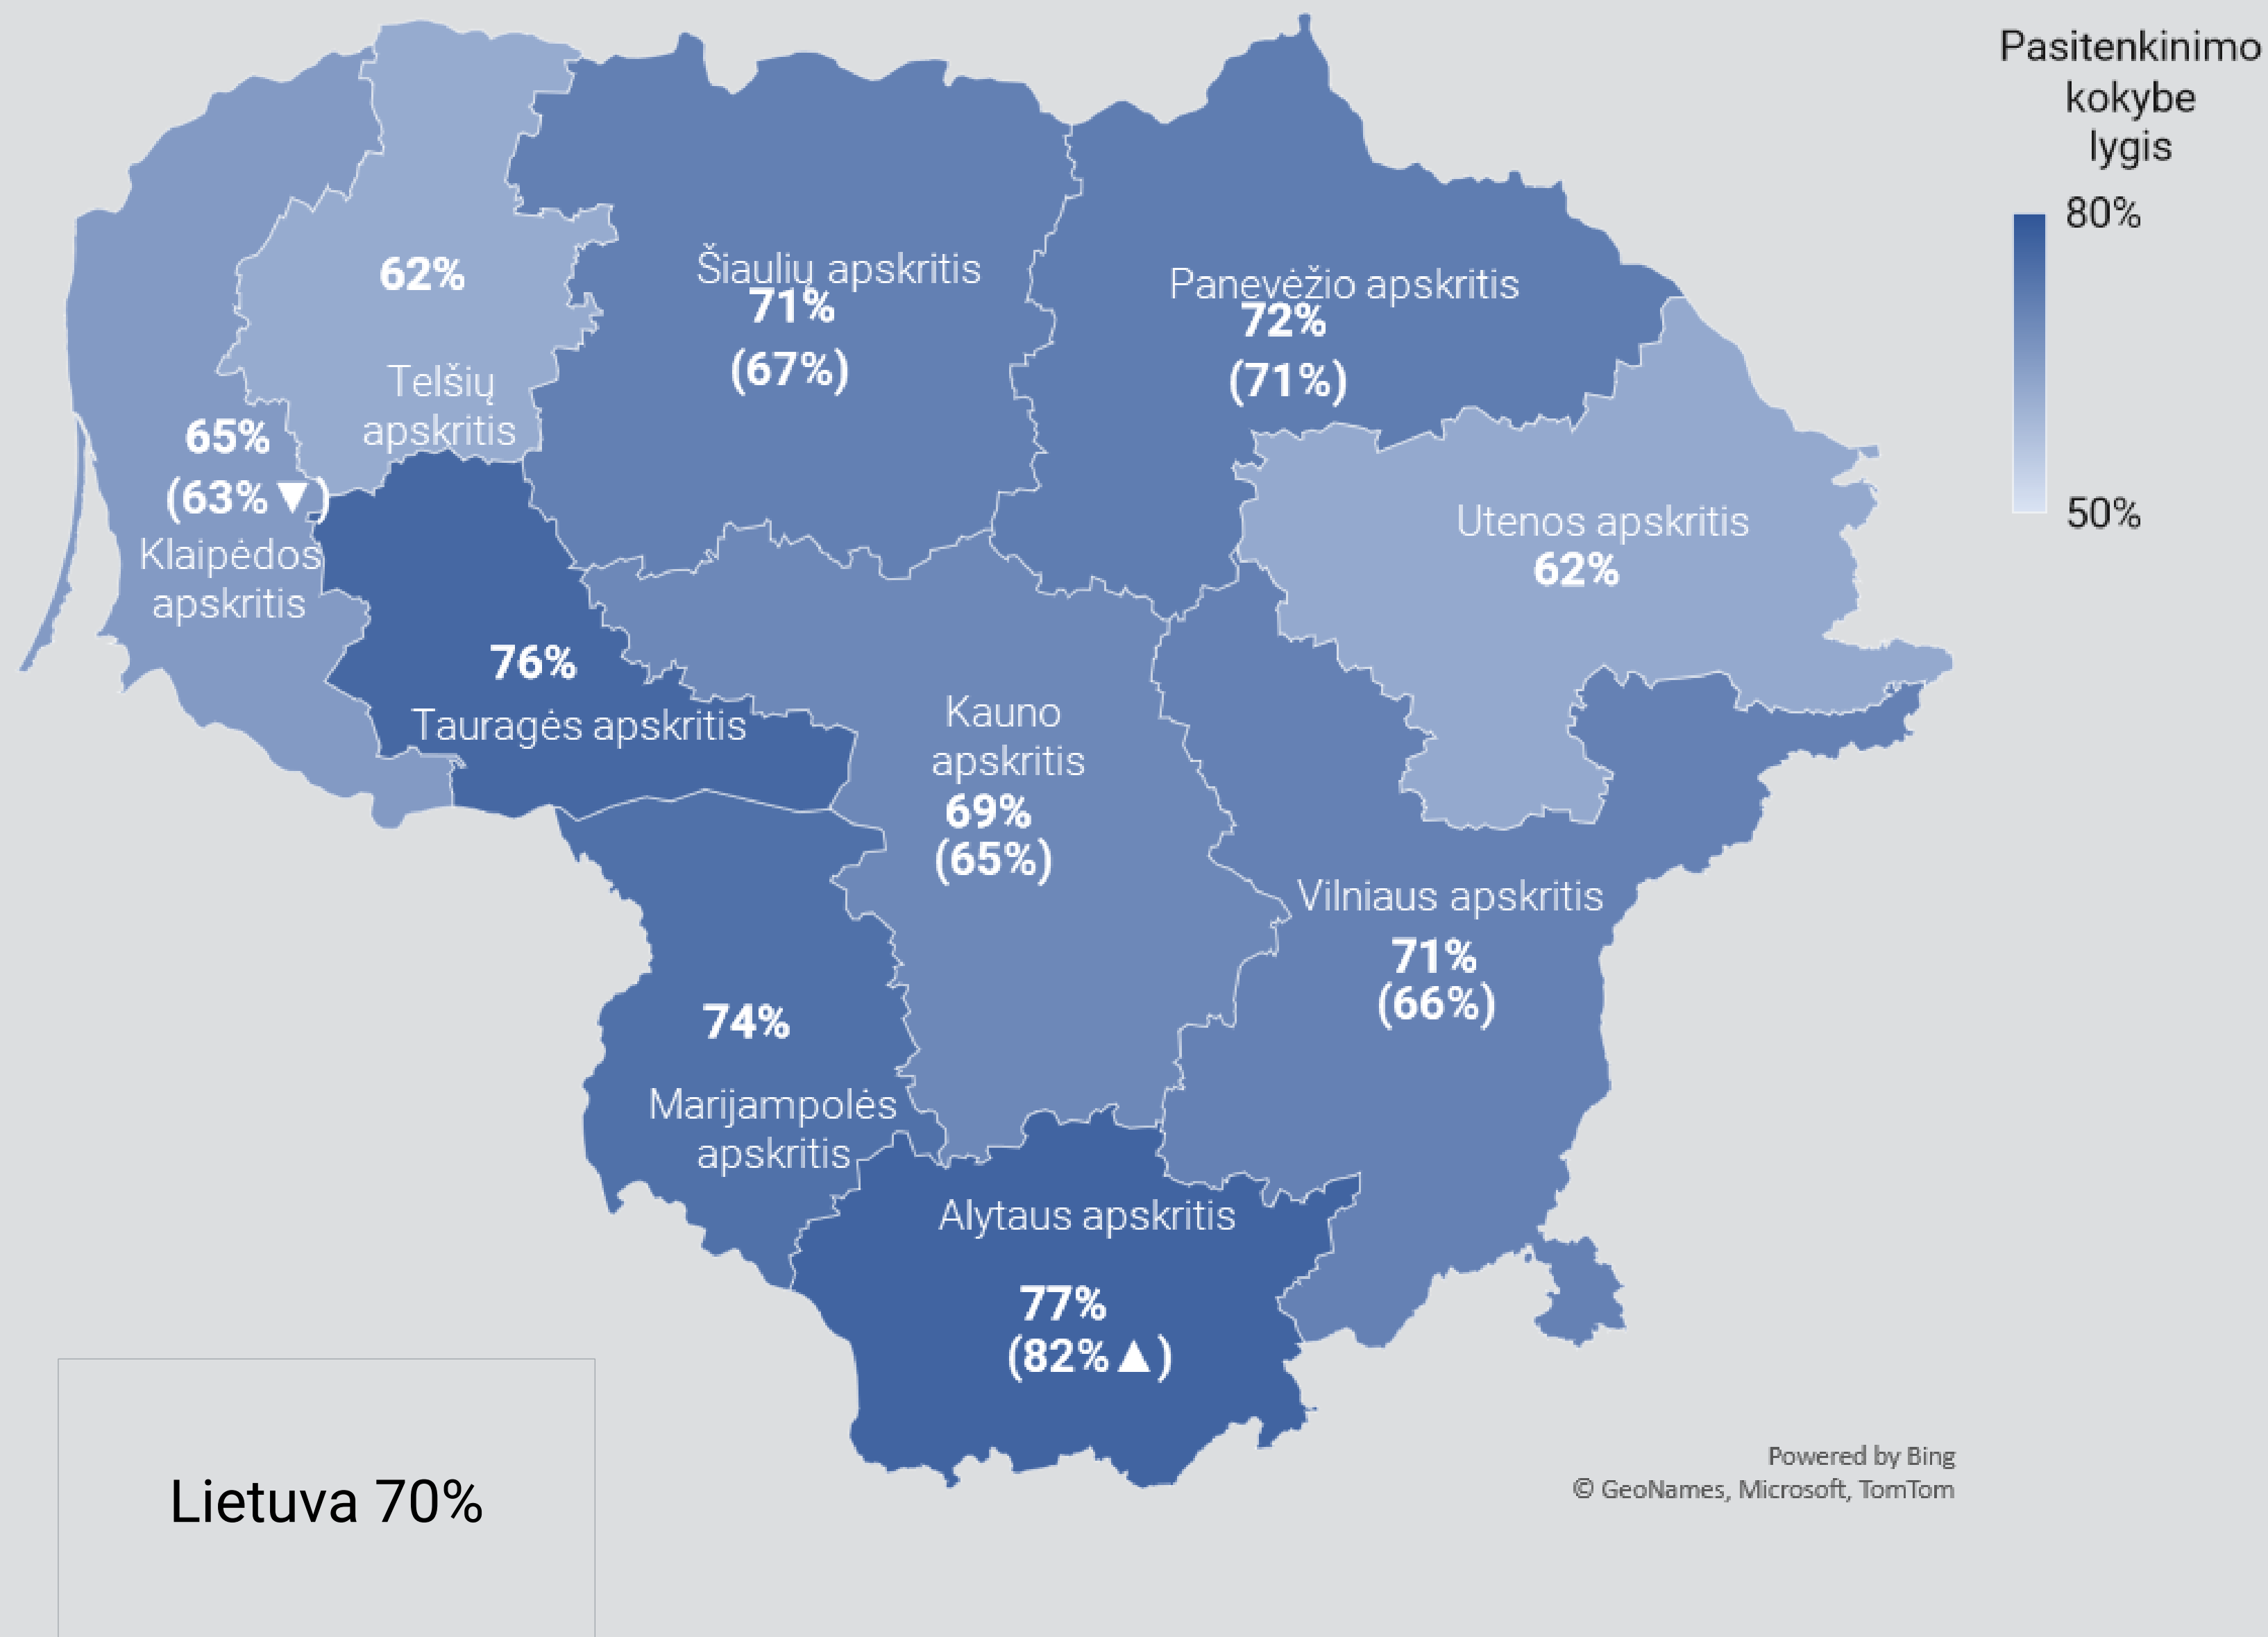 Pasitenkinimo
kokybe
lygis
80%
50%
62%
Telšių
apskritis
Šiaulių apskritis
71%
(67%)
Panevėžio apskritis
72%
(71%)
65%
(63%▼)
Klaipėdos
apskritis
Utenos apskritis
62%
76%
Tauragės apskritis
Kauno
apskritis
69%
(65%)
Vilniaus apskritis
71%
(66%)
74%
Marijampolės
apskritis
Alytaus apskritis
77%
(82%▲)
Lietuva 70%
Powered by Bing
© GeoNames, Microsoft, TomTom